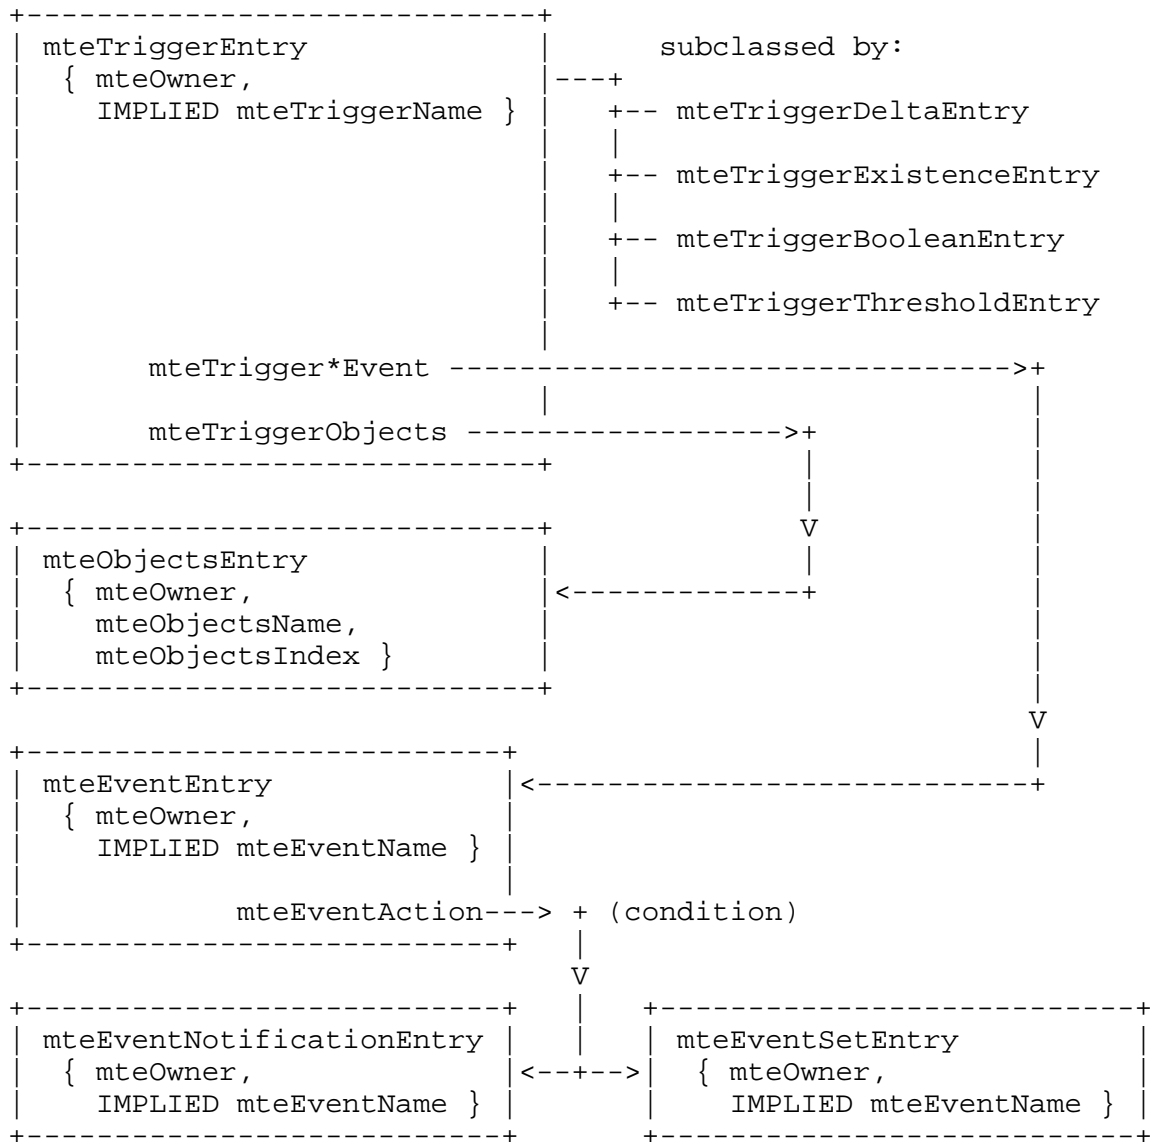 mteTriggerEntry subclassed by:
{ mteOwner,
IMPLIED mteTriggerName }
mteTriggerDeltaEntry
mteTriggerExistenceEntry
mteTriggerBooleanEntry
mteTriggerThresholdEntry
mteTrigger*Event
mteTriggerObjects
V
mteObjectsEntry
{ mteOwner,
mteObjectsName,
mteObjectsIndex }
V
mteEventEntry
{ mteOwner,
IMPLIED mteEventName }
mteEventAction---> + (condition)
V
mteEventNotificationEntry mteEventSetEntry
{ mteOwner, { mteOwner,
IMPLIED mteEventName } IMPLIED mteEventName }